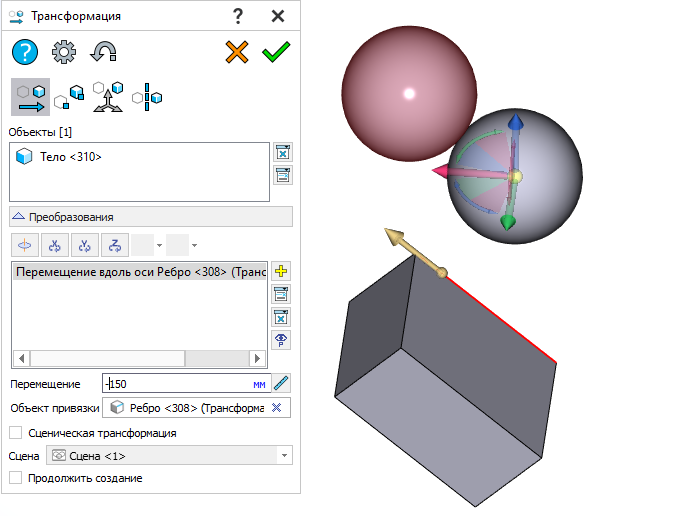 Трансформация
Объекты [1]
Тело <310>
Преобразования
X Y Z
Перемещение вдоль оси Ребро <308> (Транс
P
Перемещение -150 мм
Объект привязки Ребро <308> (Трансформа
Сценическая трансформация
Сцена Сцена <1>
Продолжить создание